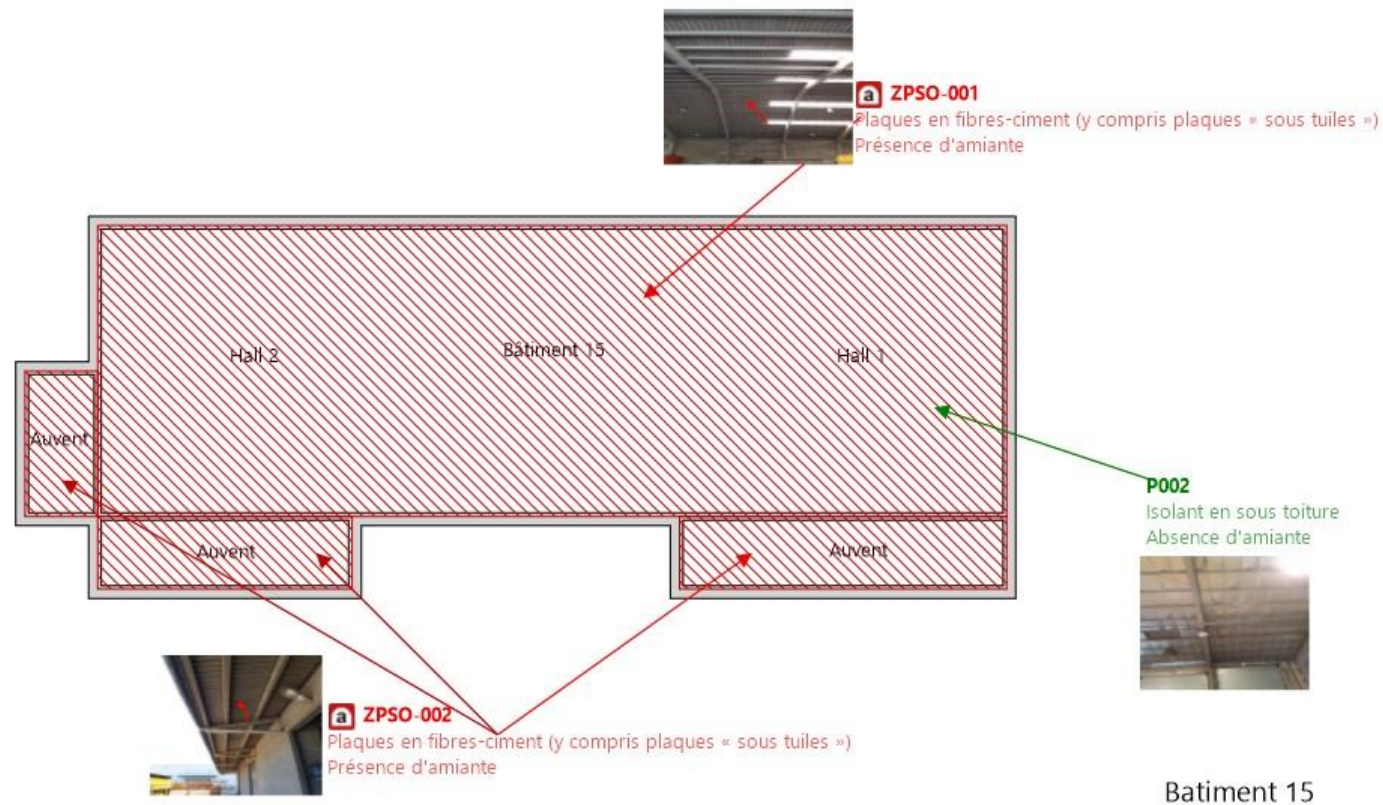 a ZPSO-001
Plaques en fibres-ciment (y compris plaques « sous tuiles »)
Présence d'amiante
Hall 2
Bâtiment 15
Hall 1
Auvent
P002
Isolant en sous toiture
Absence d'amiante
Auvent
Auvent
a ZPSO-002
Plaques en fibres-ciment (y compris plaques « sous tuiles »)
Présence d'amiante
Batiment 15